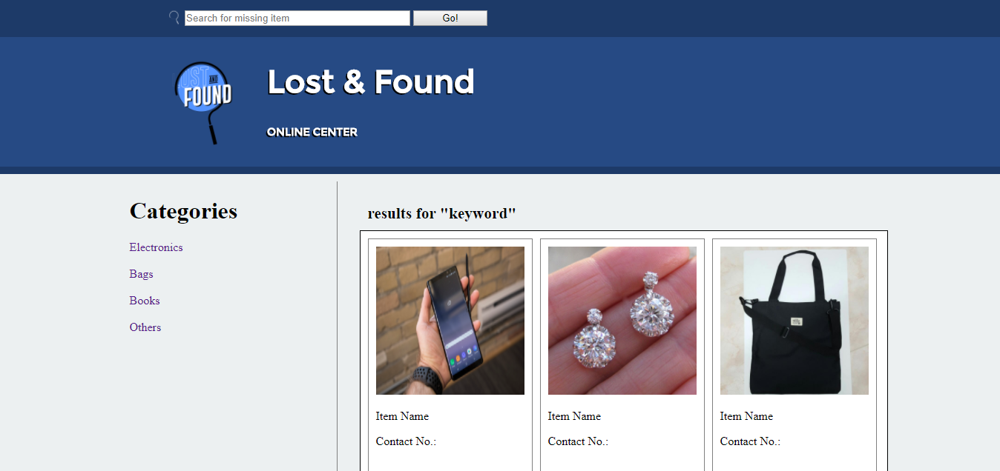 Search for missing item Go!
LOST AND
FOUND
Lost & Found
ONLINE CENTER
Categories
Electronics
Bags
Books
Others
results for "keyword"
Item Name
Contact No.:
Item Name
Contact No.:
Item Name
Contact No.: